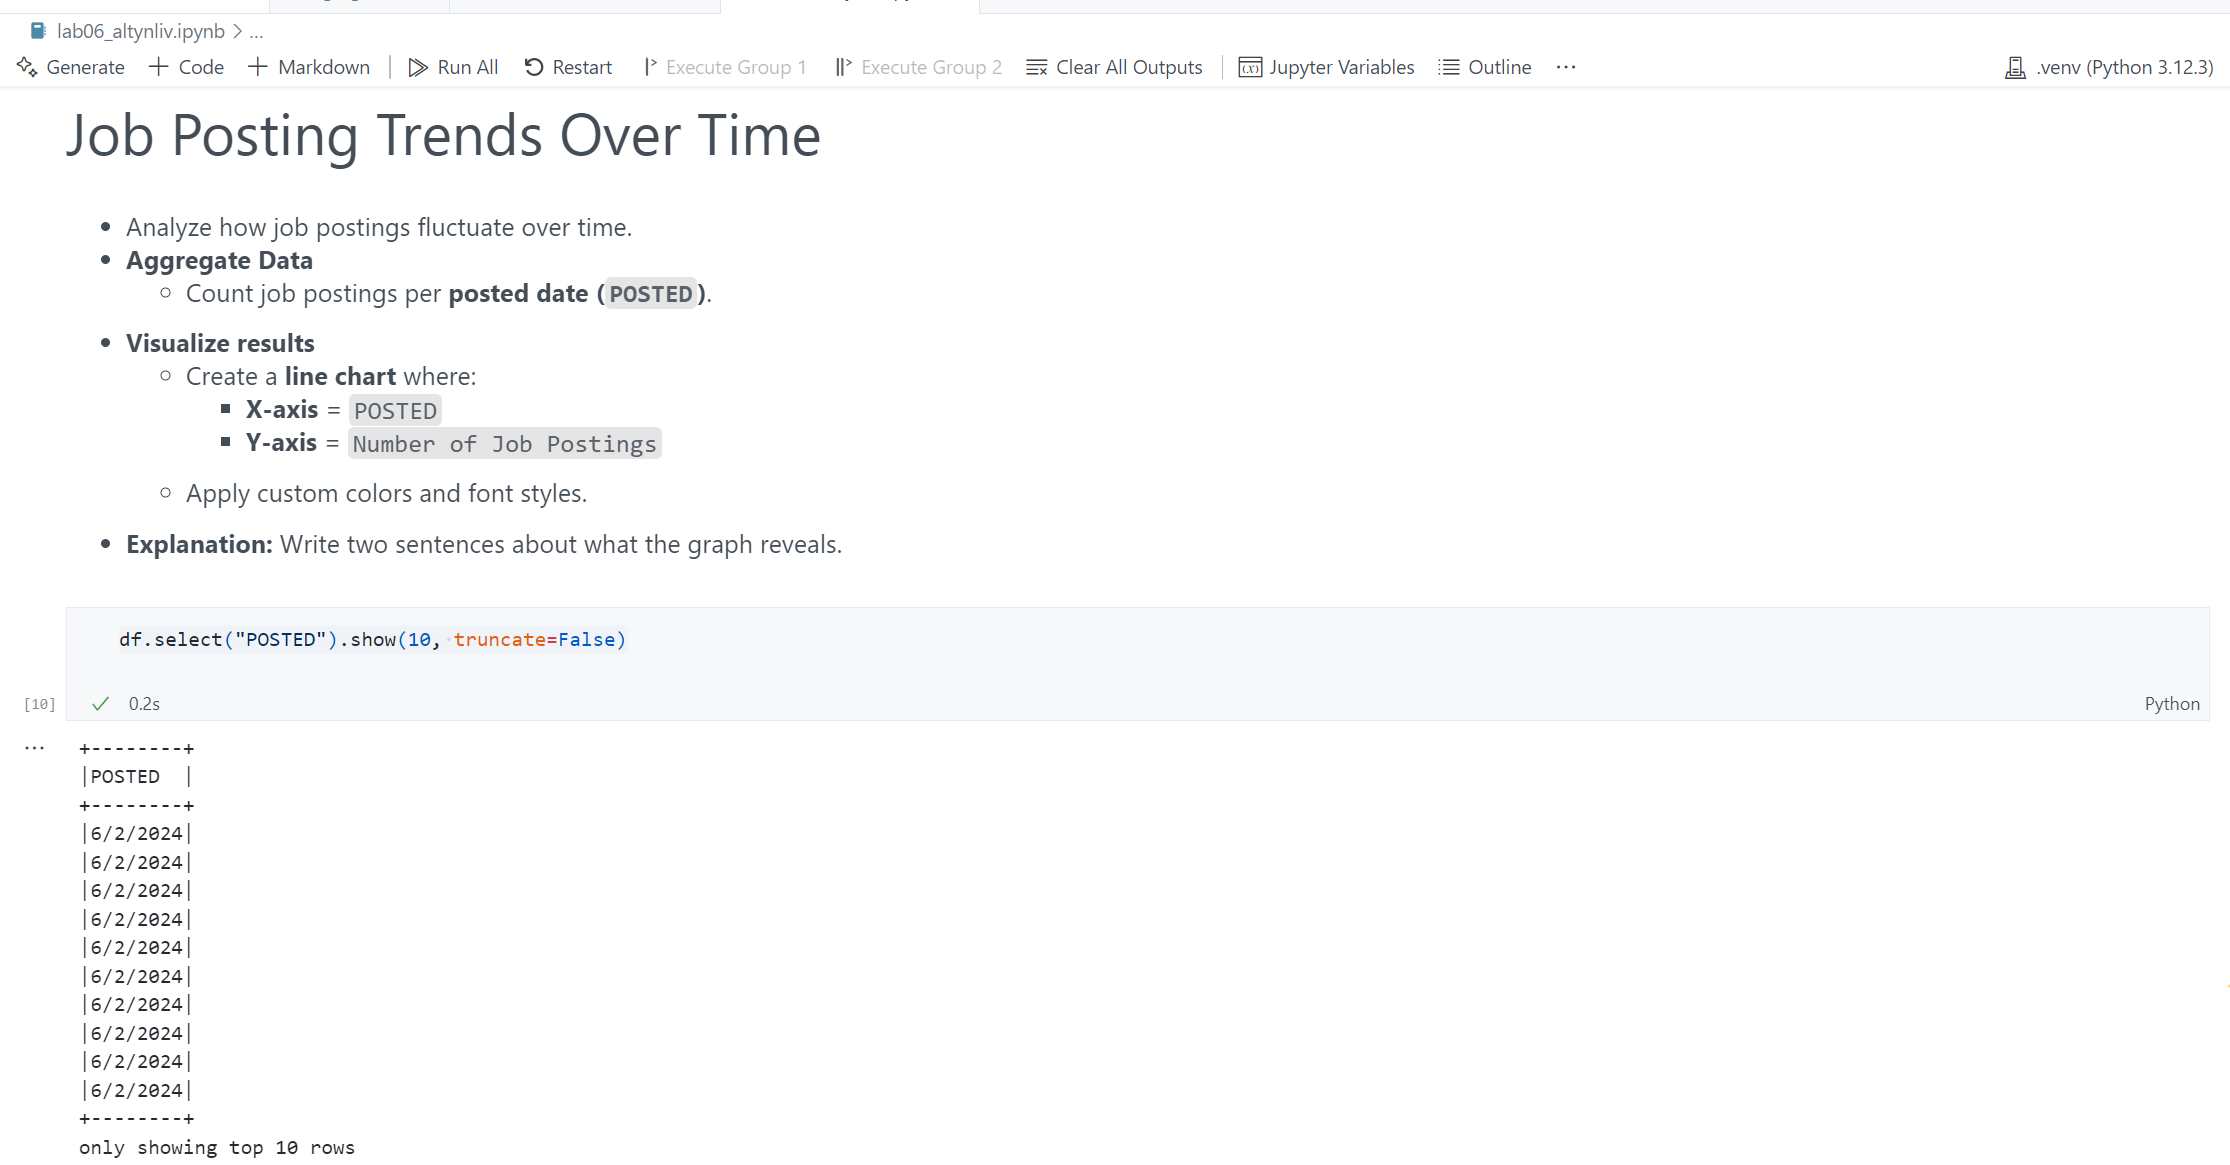 lab06_altynliv.ipynb > ...
Generate + Code + Markdown Run All Restart Execute Group 1 Execute Group 2 Clear All Outputs Jupyter Variables Outline ... .venv (Python 3.12.3)
Job Posting Trends Over Time
• Analyze how job postings fluctuate over time.
• Aggregate Data
○ Count job postings per posted date (POSTED).
• Visualize results
○ Create a line chart where:
▪ X-axis = POSTED
▪ Y-axis = Number of Job Postings
○ Apply custom colors and font styles.
• Explanation: Write two sentences about what the graph reveals.
df.select("POSTED").show(10, truncate=False)
[10] ✓ 0.2s Python
...
+--------+
|POSTED  |
+--------+
|6/2/2024|
|6/2/2024|
|6/2/2024|
|6/2/2024|
|6/2/2024|
|6/2/2024|
|6/2/2024|
|6/2/2024|
|6/2/2024|
|6/2/2024|
+--------+
only showing top 10 rows